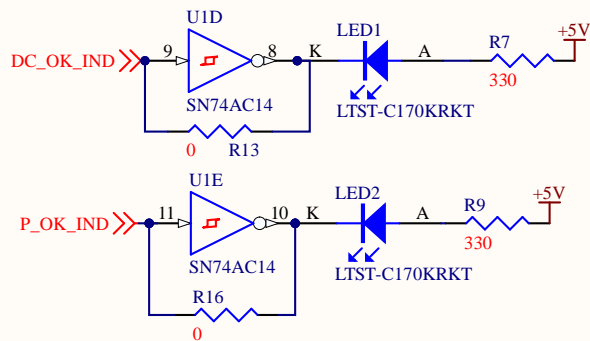 U1D
LED1
+5V
DC_OK_IND
9
8
K
A
R7
330
SN74AC14
LTST-C170KRKT
0
R13
U1E
LED2
+5V
P_OK_IND
11
10
K
A
R9
330
SN74AC14
LTST-C170KRKT
R16
0